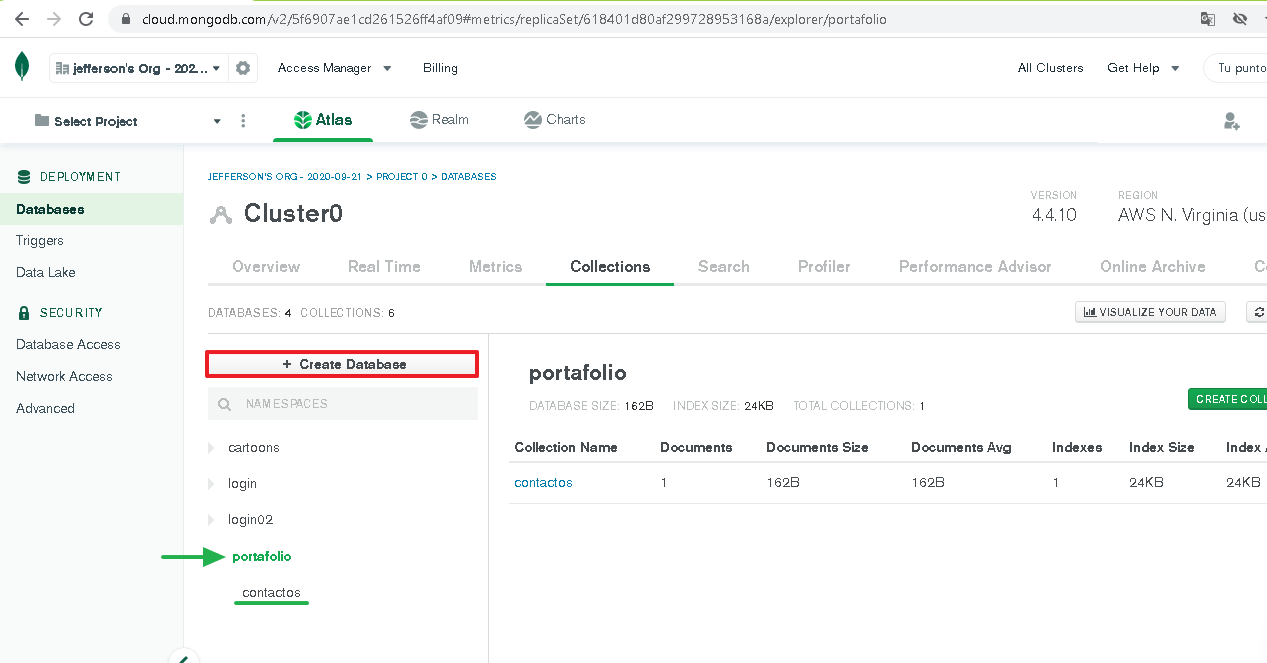 cloud.mongodb.com/v2/5f6907ae1cd261526ff4af09#metrics/replicaSet/618401d80af299728953168a/explorer/portafolio
jefferson's Org - 202... Access Manager Billing All Clusters Get Help Tu punto
Select Project Atlas Realm Charts
DEPLOYMENT
Databases
Triggers
Data Lake
SECURITY
Database Access
Network Access
Advanced
JEFFERSON'S ORG - 2020-09-21 > PROJECT 0 > DATABASES
Cluster0
VERSION REGION
4.4.10 AWS N. Virginia (us
Overview Real Time Metrics Collections Search Profiler Performance Advisor Online Archive C
DATABASES: 4 COLLECTIONS: 6 VISUALIZE YOUR DATA
+ Create Database
NAMESPACES
cartoons
login
login02
portafolio
contactos
portafolio
DATABASE SIZE: 162B INDEX SIZE: 24KB TOTAL COLLECTIONS: 1
CREATE COLL
Collection Name Documents Documents Size Documents Avg Indexes Index Size Index
contactos 1 162B 162B 1 24KB 24KB